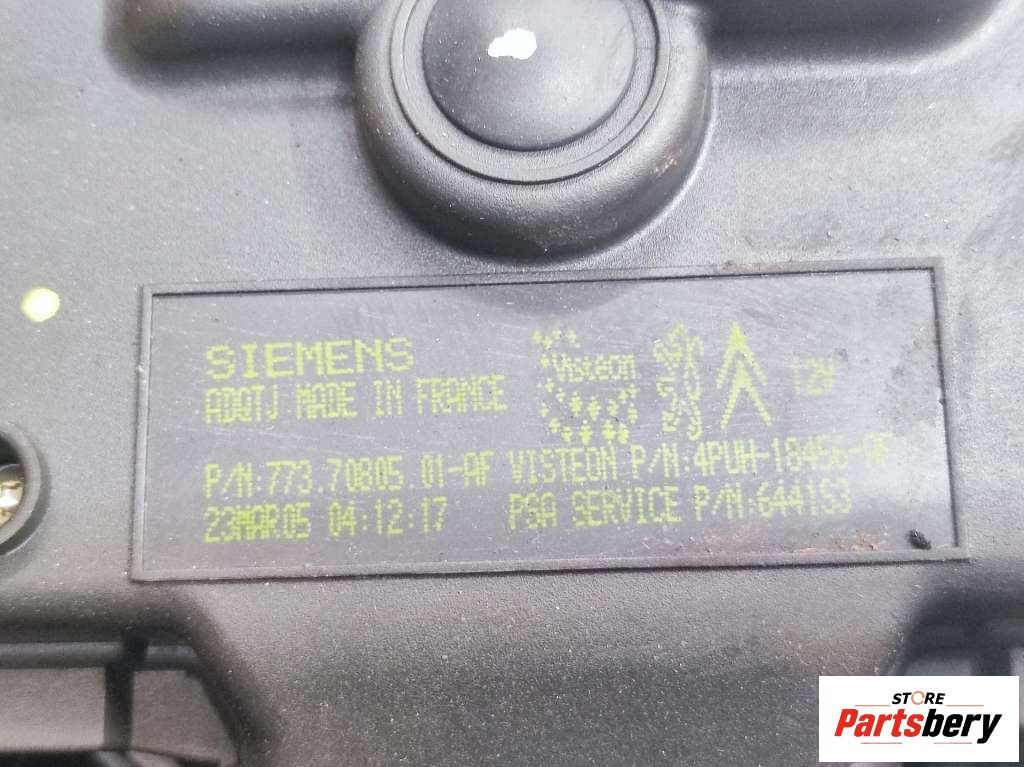 SIEMENS
ADQTJ MADE IN FRANCE
Visteon
12V
P/N:773.70805.01-AF VISTEON P/N:4PUH-18456-AF
23MAR05 04:12:17 PSA SERVICE P/N:6441S3
STORE
Partsbery